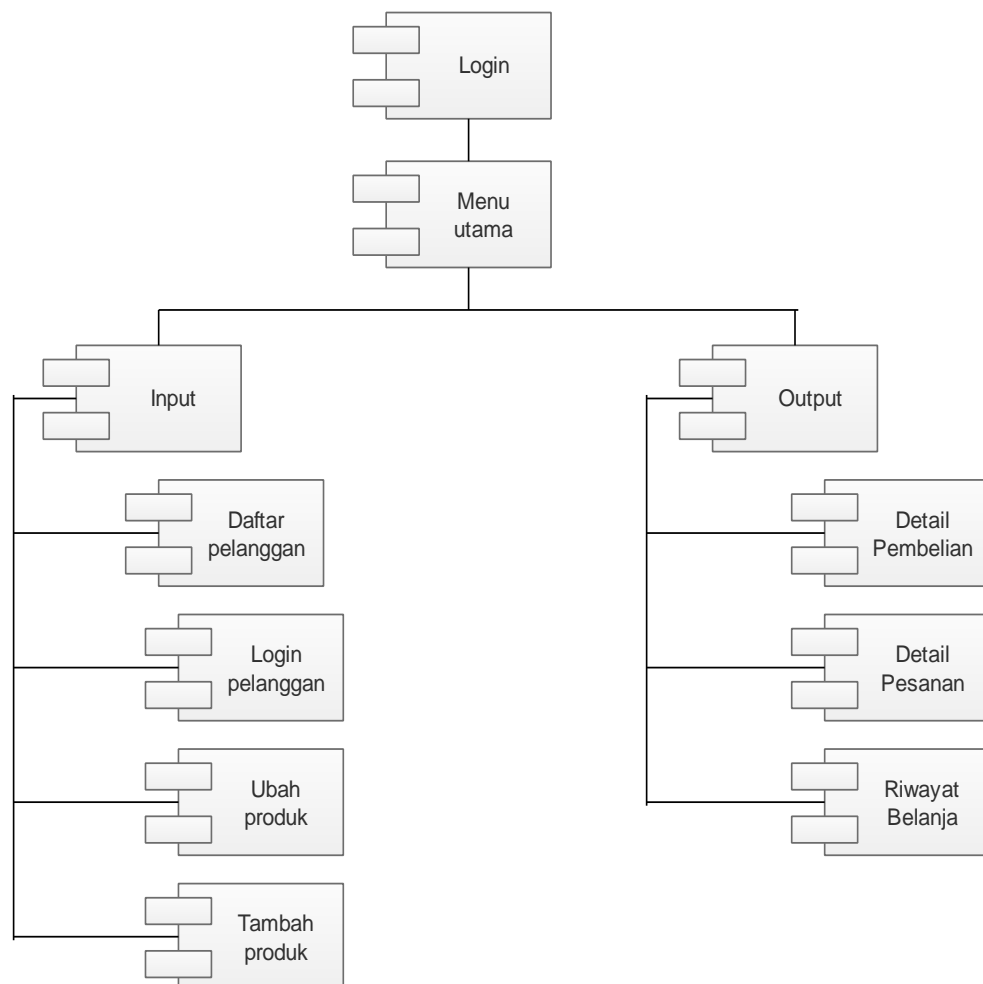 Login
Menu
utama
Input
Output
Daftar
pelanggan
Detail
Pembelian
Login
pelanggan
Detail
Pesanan
Ubah
produk
Riwayat
Belanja
Tambah
produk